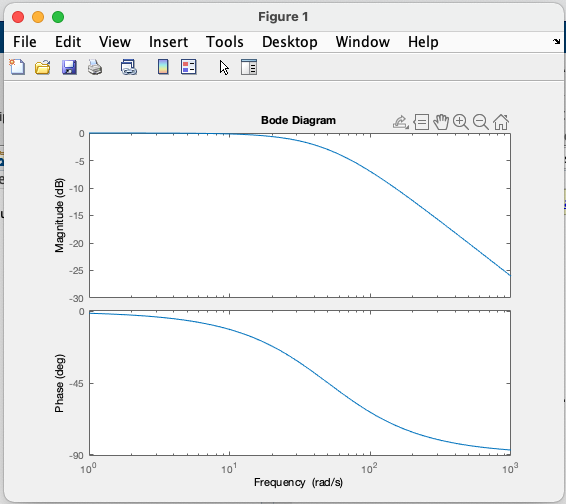 Figure 1
File Edit View Insert Tools Desktop Window Help
Bode Diagram
Magnitude (dB)
0
-5
-10
-15
-20
-25
-30
Phase (deg)
0
-45
-90
10^0 10^1 10^2 10^3
Frequency (rad/s)